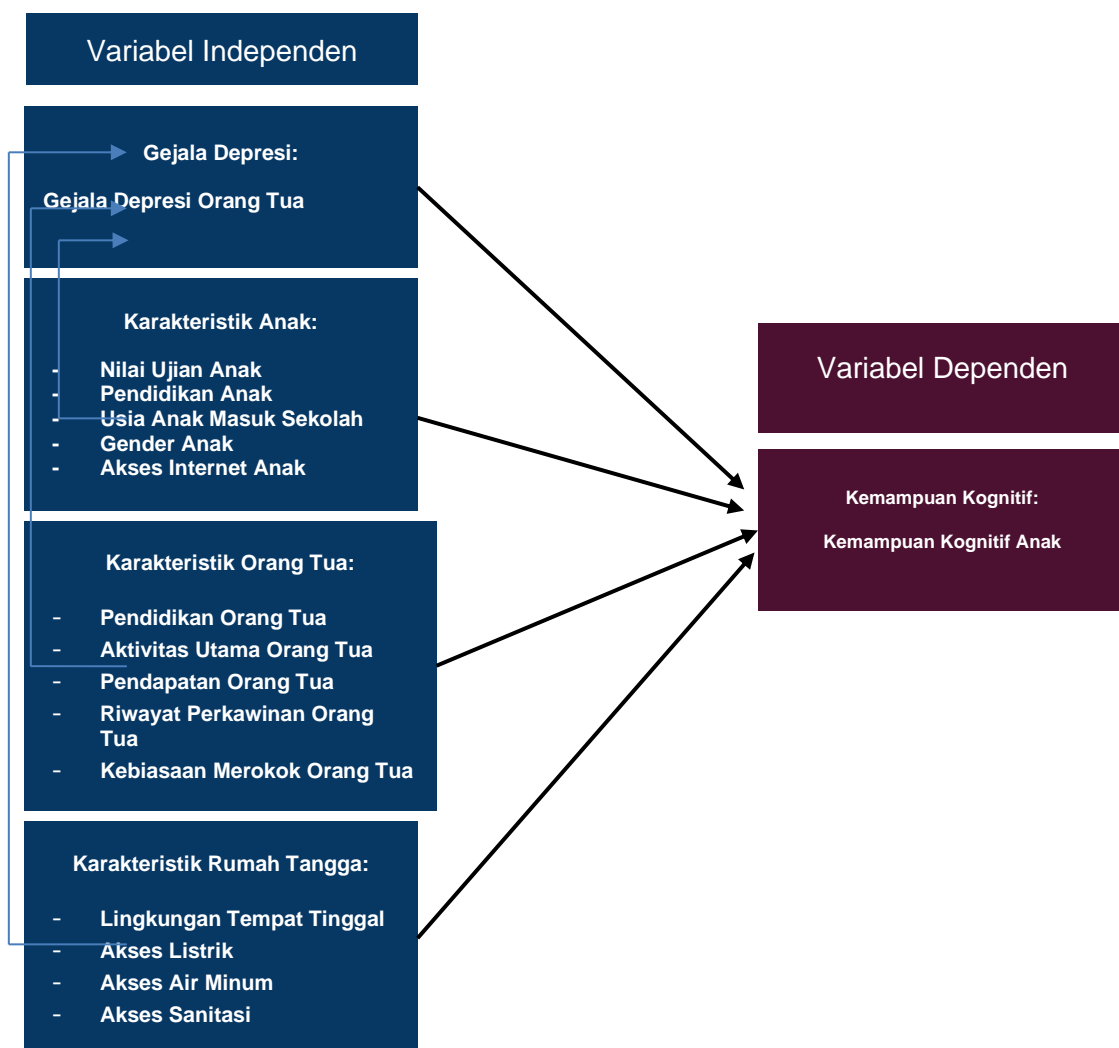 Variabel Independen
Gejala Depresi:
Gejala Depresi Orang Tua
Karakteristik Anak:
- Nilai Ujian Anak
- Pendidikan Anak
- Usia Anak Masuk Sekolah
- Gender Anak
- Akses Internet Anak
Karakteristik Orang Tua:
- Pendidikan Orang Tua
- Aktivitas Utama Orang Tua
- Pendapatan Orang Tua
- Riwayat Perkawinan Orang
Tua
- Kebiasaan Merokok Orang Tua
Karakteristik Rumah Tangga:
- Lingkungan Tempat Tinggal
- Akses Listrik
- Akses Air Minum
- Akses Sanitasi
Variabel Dependen
Kemampuan Kognitif:
Kemampuan Kognitif Anak